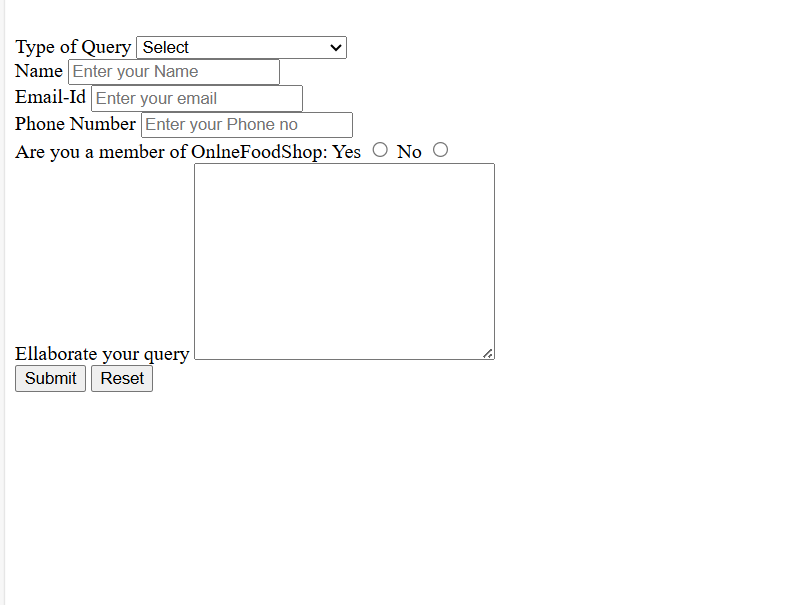 Type of Query Select
Name Enter your Name
Email-Id Enter your email
Phone Number Enter your Phone no
Are you a member of OnlneFoodShop: Yes No
Ellaborate your query
Submit Reset